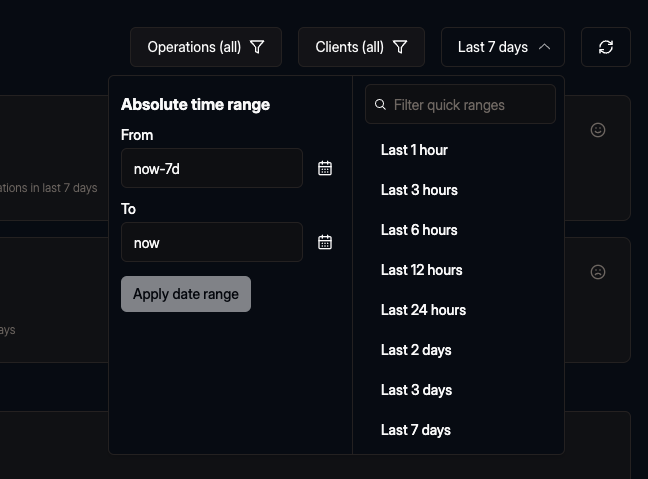 Operations (all)
Clients (all)
Last 7 days
Absolute time range
From
now-7d
To
now
Apply date range
Filter quick ranges
Last 1 hour
Last 3 hours
Last 6 hours
Last 12 hours
Last 24 hours
Last 2 days
Last 3 days
Last 7 days
ations in last 7 days
ays